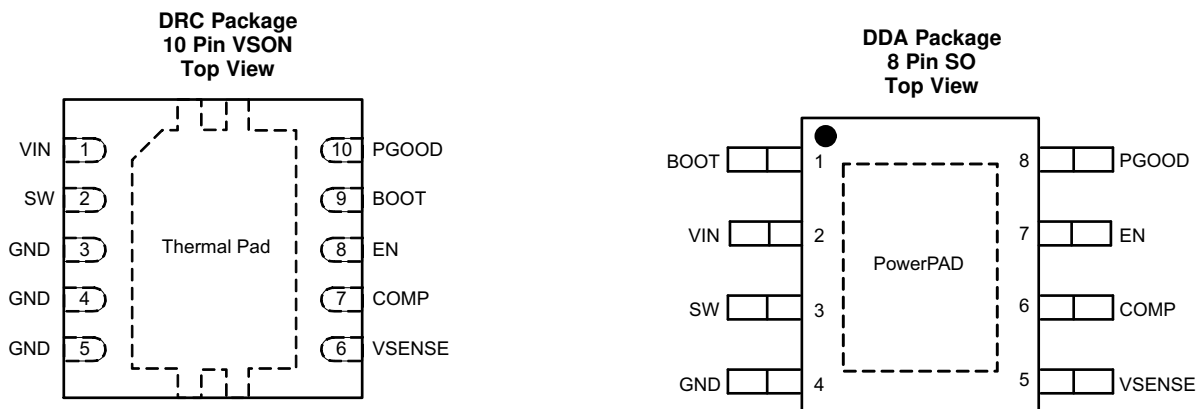 DRC Package
10 Pin VSON
Top View
VIN 1 10 PGOOD
SW 2 9 BOOT
GND 3 8 EN
Thermal Pad
GND 4 7 COMP
GND 5 6 VSENSE
DDA Package
8 Pin SO
Top View
BOOT 1 8 PGOOD
VIN 2 7 EN
PowerPAD
SW 3 6 COMP
GND 4 5 VSENSE